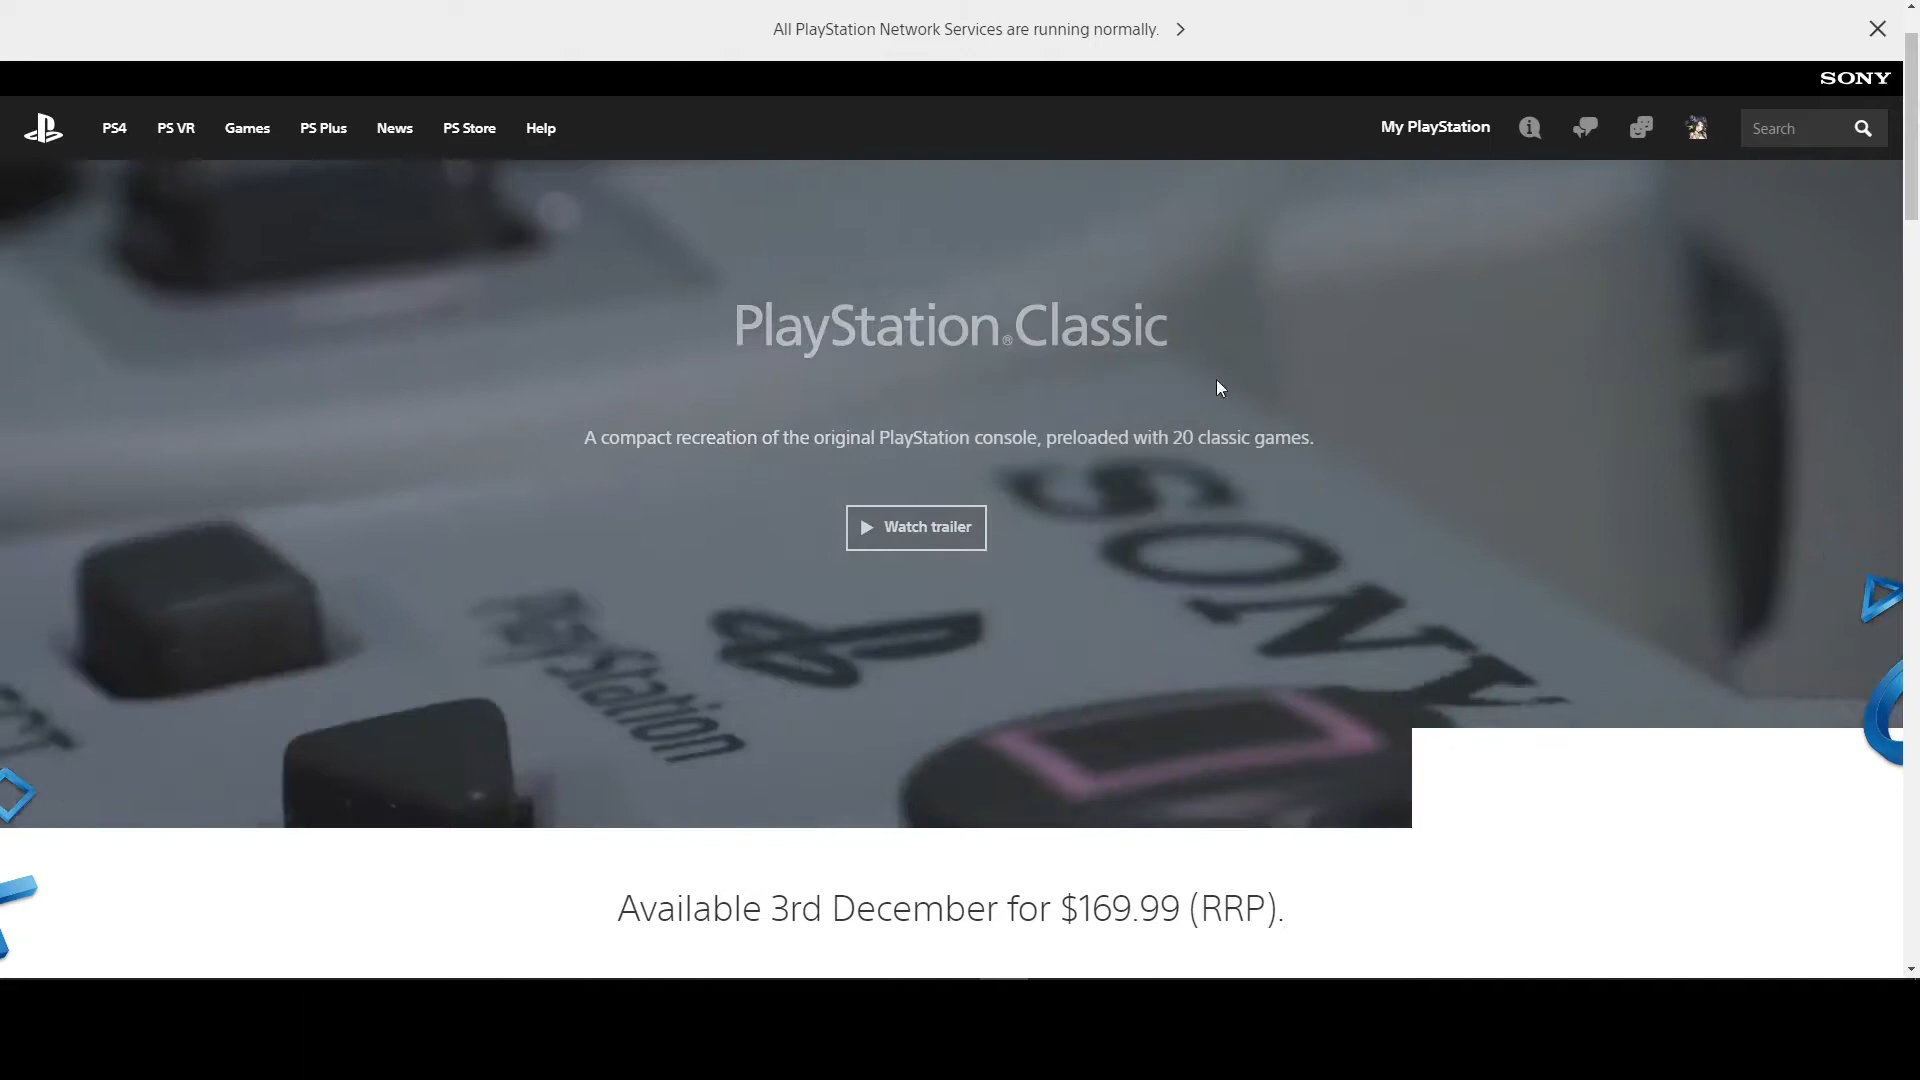 All PlayStation Network Services are running normally.
SONY
PS4 PS VR Games PS Plus News PS Store Help
My PlayStation Search
PlayStation®Classic
A compact recreation of the original PlayStation console, preloaded with 20 classic games.
Watch trailer
SONY
PlayStation
Available 3rd December for $169.99 (RRP).